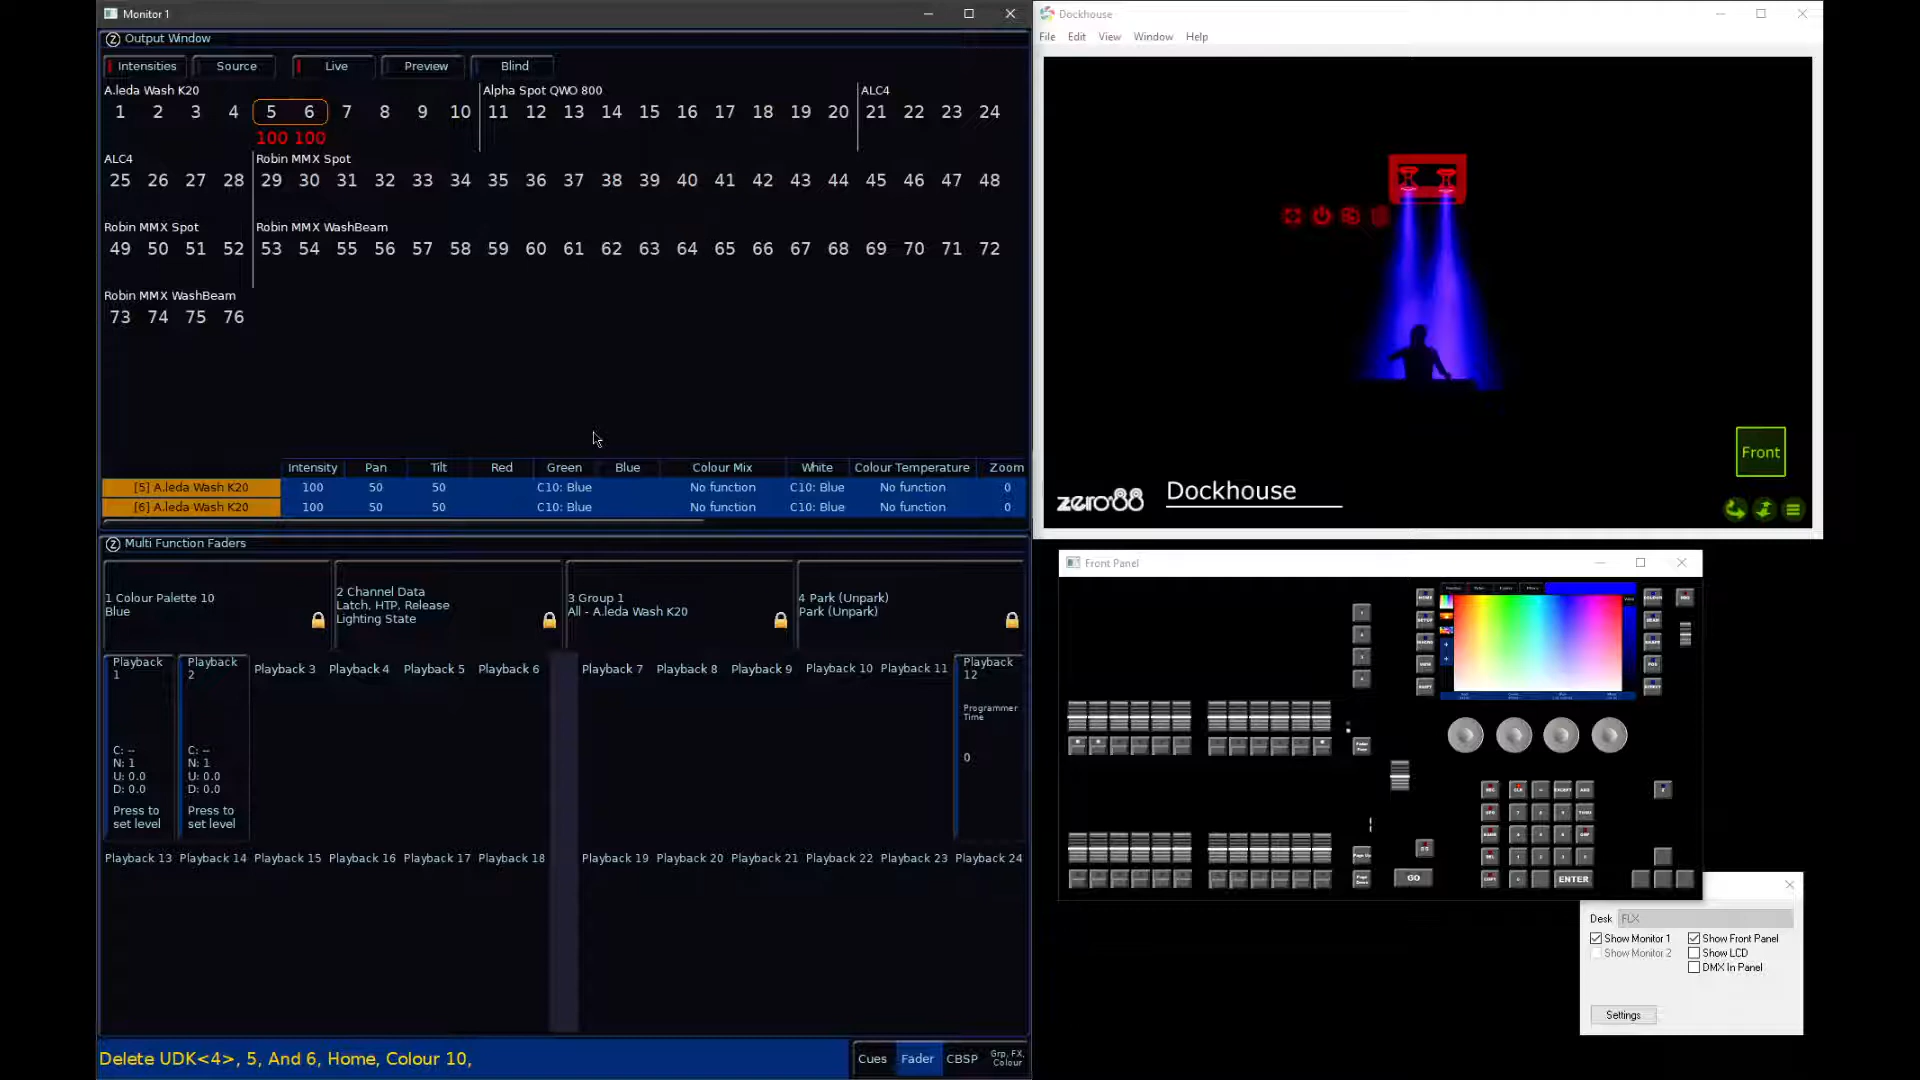 Monitor 1
Output Window
Intensities Source Live Preview Blind
A.leda Wash K20 Alpha Spot QWO 800 ALC4
1 2 3 4 5 6 7 8 9 10 11 12 13 14 15 16 17 18 19 20 21 22 23 24
100 100
ALC4 Robin MMX Spot
25 26 27 28 29 30 31 32 33 34 35 36 37 38 39 40 41 42 43 44 45 46 47 48
Robin MMX Spot Robin MMX WashBeam
49 50 51 52 53 54 55 56 57 58 59 60 61 62 63 64 65 66 67 68 69 70 71 72
Robin MMX WashBeam
73 74 75 76
Intensity Pan Tilt Red Green Blue Colour Mix White Colour Temperature Zoom
[5] A.leda Wash K20 100 50 50 C10: Blue No function C10: Blue No function 0
[6] A.leda Wash K20 100 50 50 C10: Blue No function C10: Blue No function 0
Multi Function Faders
1 Colour Palette 10
Blue
2 Channel Data
Latch, HTP, Release
Lighting State
3 Group 1
All - A.leda Wash K20
4 Park (Unpark)
Park (Unpark)
Playback
1
C: --
N: 1
U: 0.0
D: 0.0
Press to
set level
Playback
2
C: --
N: 1
U: 0.0
D: 0.0
Press to
set level
Playback 3 Playback 4 Playback 5 Playback 6 Playback 7 Playback 8 Playback 9 Playback 10 Playback 11
Playback
12
Programmer
Time
0
Playback 13 Playback 14 Playback 15 Playback 16 Playback 17 Playback 18 Playback 19 Playback 20 Playback 21 Playback 22 Playback 23 Playback 24
Delete UDK<4>, 5, And 6, Home, Colour 10,
Cues Fader CBSP
Grp, FX,
Colour
Dockhouse
File Edit View Window Help
Front
zero88 Dockhouse
Front Panel
GO
ENTER
Desk FLX
Show Monitor 1 Show Front Panel
Show Monitor 2 Show LCD
DMX In Panel
Settings